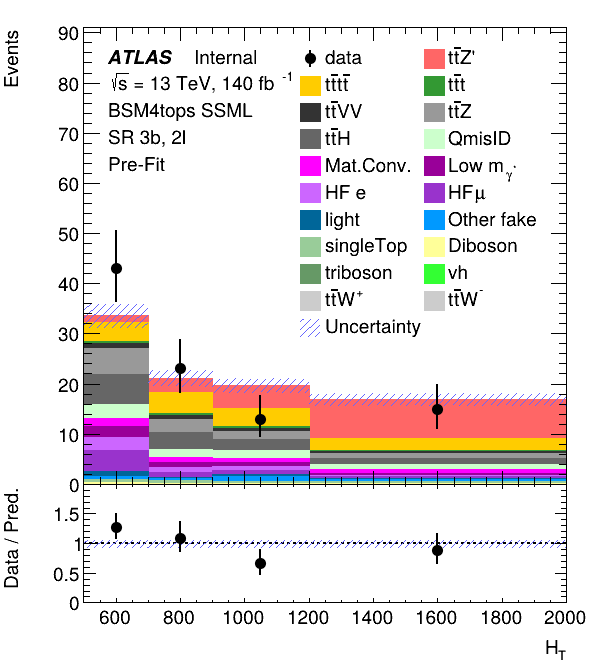 Events
90
80
70
60
50
40
30
20
10
0
ATLAS Internal
√s = 13 TeV, 140 fb⁻¹
BSM4tops SSML
SR 3b, 2l
Pre-Fit
data
tt̄Z'
tt̄tt̄
tt̄t
tt̄VV
tt̄Z
tt̄H
QmisID
Mat.Conv.
Low m_γ*
HF e
HFμ
light
Other fake
singleTop
Diboson
triboson
vh
tt̄W⁺
tt̄W⁻
Uncertainty
Data / Pred.
1.5
1
0.5
0
600 800 1000 1200 1400 1600 1800 2000
H_T